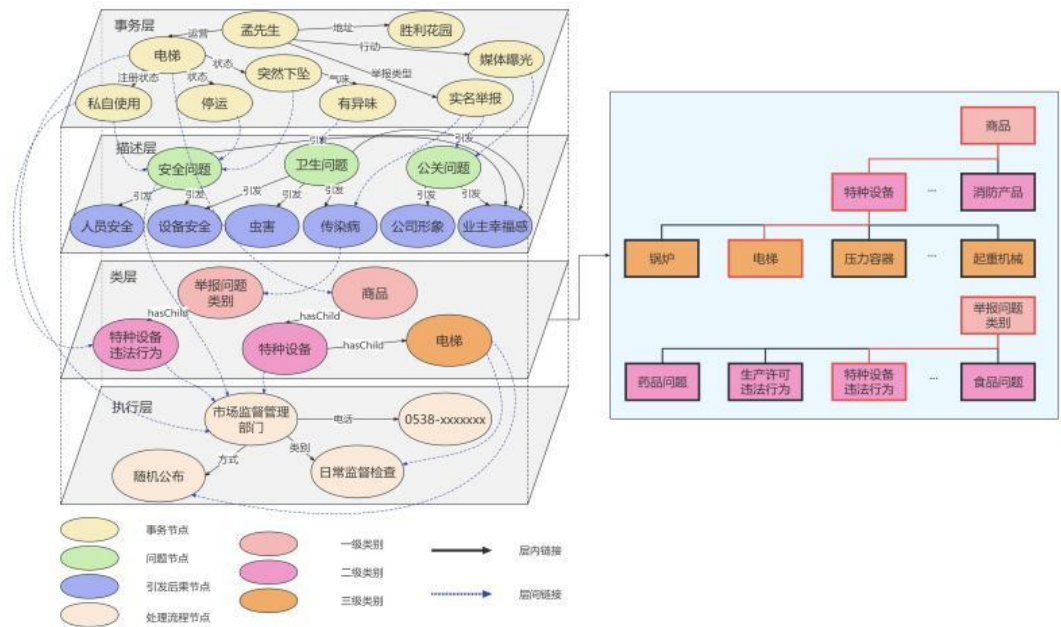 事务层
运营
孟先生
地址
胜利花园
电梯
行动
媒体曝光
状态
突然下坠
举报类型
注册状态
状态
气味
私自使用
停运
有异味
实名举报
描述层
引发
引发
安全问题
卫生问题
公关问题
引发
引发
引发
引发
引发
引发
引发
人员安全
设备安全
虫害
传染病
公司形象
业主幸福感
类层
举报问题
类别
商品
hasChild
hasChild
特种设备
违法行为
特种设备
hasChild
电梯
执行层
市场监督管理
部门
电话
0538-xxxxxxx
方式
类别
随机公布
日常监督检查
商品
特种设备
...
消防产品
锅炉
电梯
压力容器
...
起重机械
举报问题
类别
药品问题
生产许可
违法行为
特种设备
违法行为
...
食品问题
事务节点
问题节点
引发后果节点
处理流程节点
一级类别
二级类别
三级类别
层内链接
层间链接